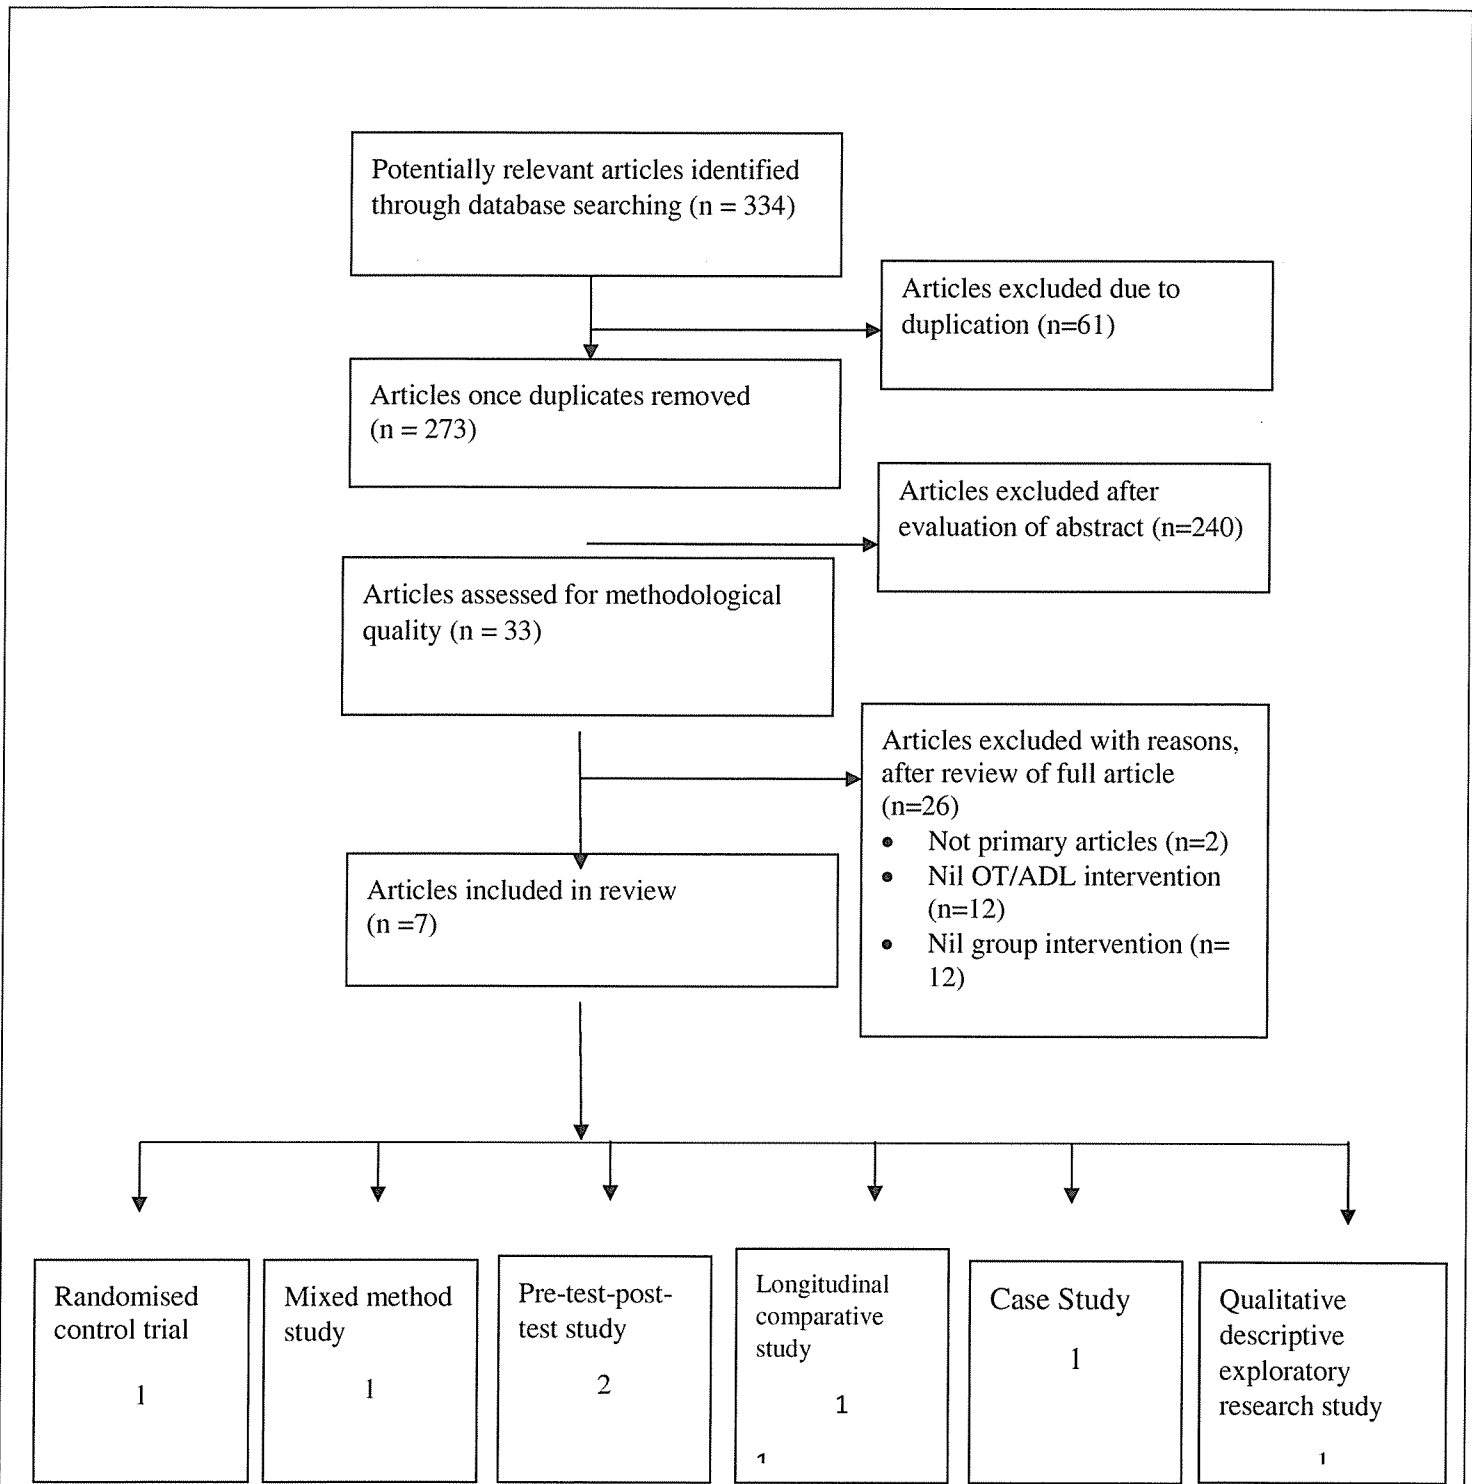 Potentially relevant articles identified
through database searching (n = 334)
Articles excluded due to
duplication (n=61)
Articles once duplicates removed
(n = 273)
Articles excluded after
evaluation of abstract (n=240)
Articles assessed for methodological
quality (n = 33)
Articles excluded with reasons,
after review of full article
(n=26)
• Not primary articles (n=2)
• Nil OT/ADL intervention
(n=12)
• Nil group intervention (n=
12)
Articles included in review
(n =7)
Randomised
control trial
1
Mixed method
study
1
Pre-test-post-
test study
2
Longitudinal
comparative
study
1
1
Case Study
1
Qualitative
descriptive
exploratory
research study
1